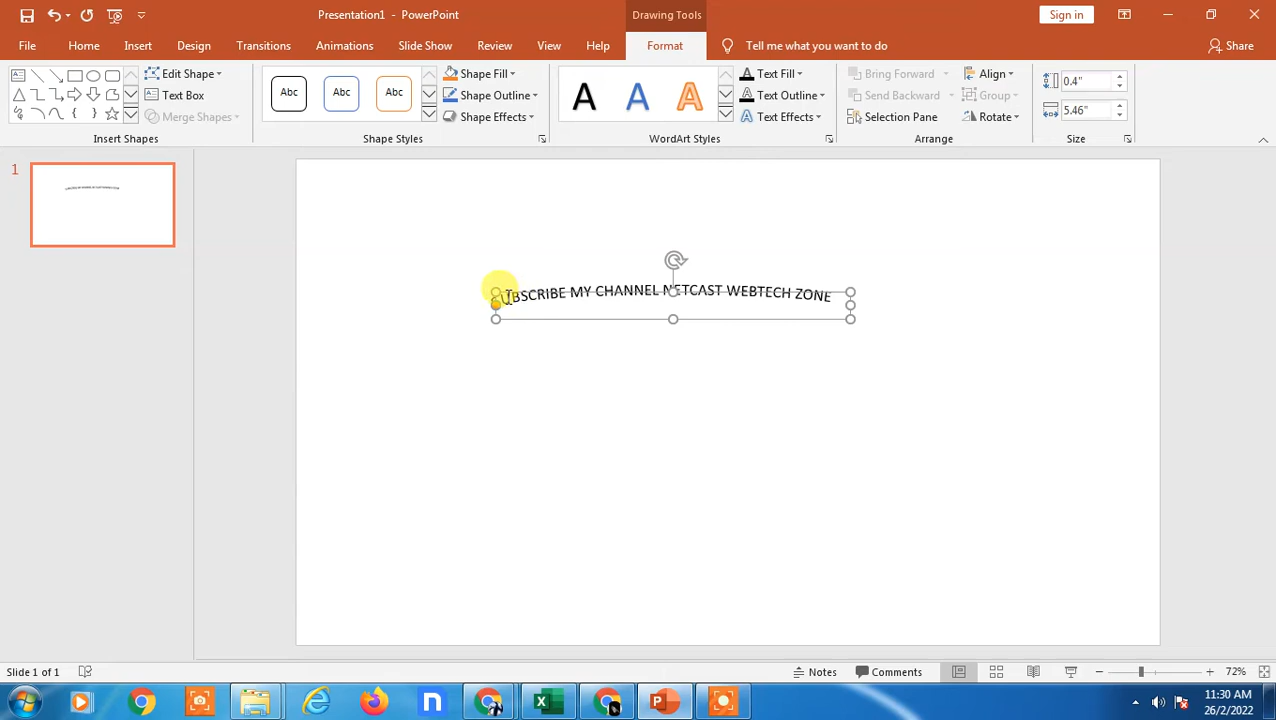 Presentation1 - PowerPoint
Drawing Tools
Sign in
File
Home
Insert
Design
Transitions
Animations
Slide Show
Review
View
Help
Format
Tell me what you want to do
Share
Edit Shape
Text Box
Merge Shapes
Insert Shapes
Abc
Abc
Abc
Shape Fill
Shape Outline
Shape Effects
Shape Styles
A
A
A
Text Fill
Text Outline
Text Effects
WordArt Styles
Bring Forward
Send Backward
Selection Pane
Align
Group
Rotate
Arrange
0.4"
5.46"
Size
1
SUBSCRIBE MY CHANNEL NETCAST WEBTECH ZONE
Slide 1 of 1
Notes
Comments
72%
11:30 AM
26/2/2022